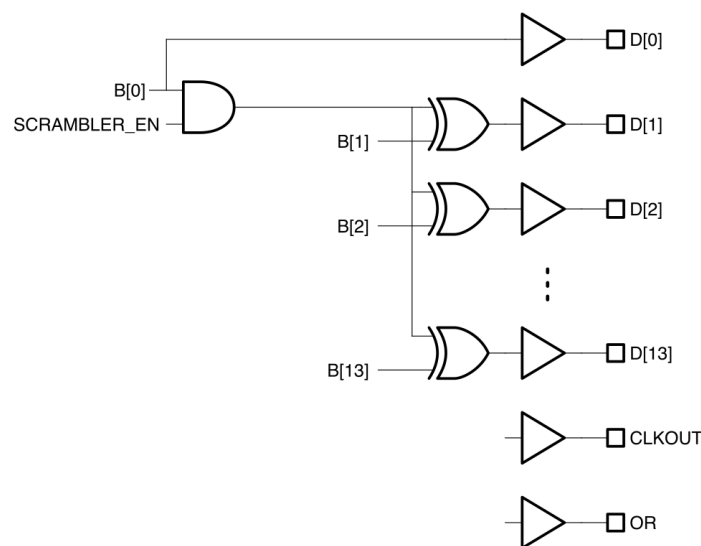 D[0]
B[0]
SCRAMBLER_EN
D[1]
B[1]
D[2]
B[2]
D[13]
B[13]
CLKOUT
OR